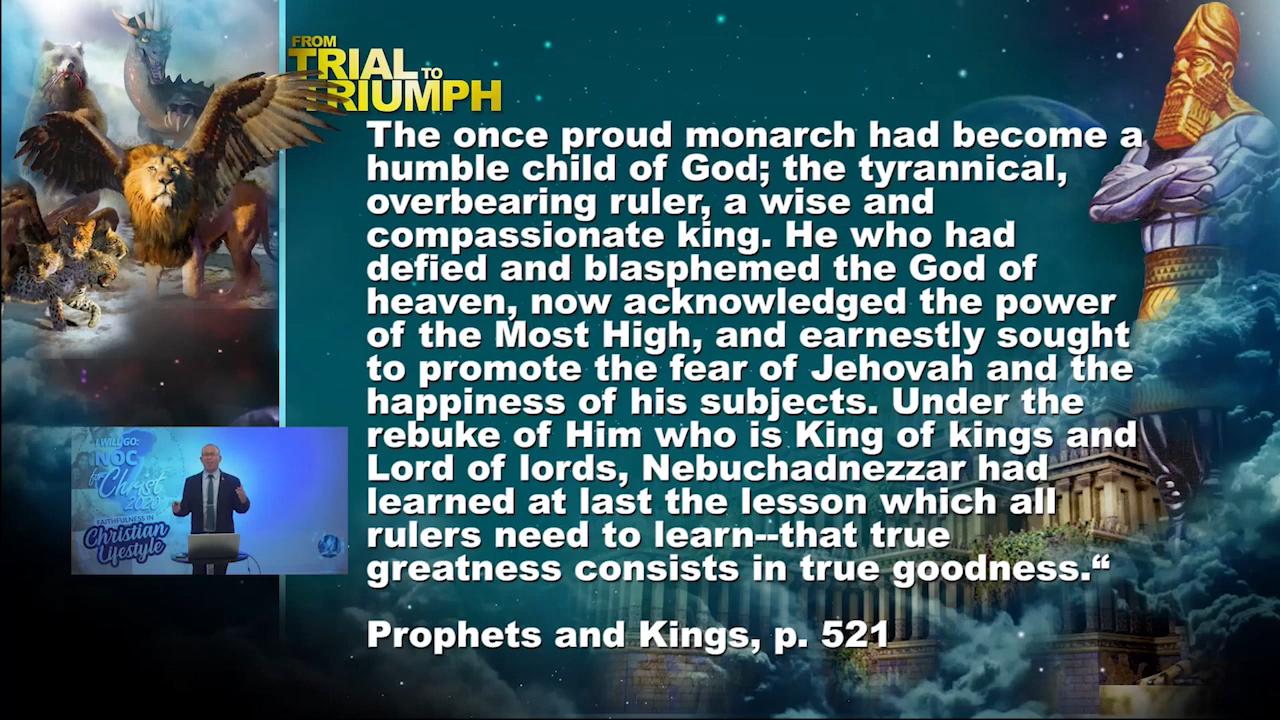 FROM
TRIAL TO
TRIUMPH
The once proud monarch had become a
humble child of God; the tyrannical,
overbearing ruler, a wise and
compassionate king. He who had
defied and blasphemed the God of
heaven, now acknowledged the power
of the Most High, and earnestly sought
to promote the fear of Jehovah and the
happiness of his subjects. Under the
rebuke of Him who is King of kings and
Lord of lords, Nebuchadnezzar had
learned at last the lesson which all
rulers need to learn--that true
greatness consists in true goodness.“
Prophets and Kings, p. 521
I WILL GO:
NOC
for Christ
2020
FAITHFULNESS IN
Christian
Lifestyle